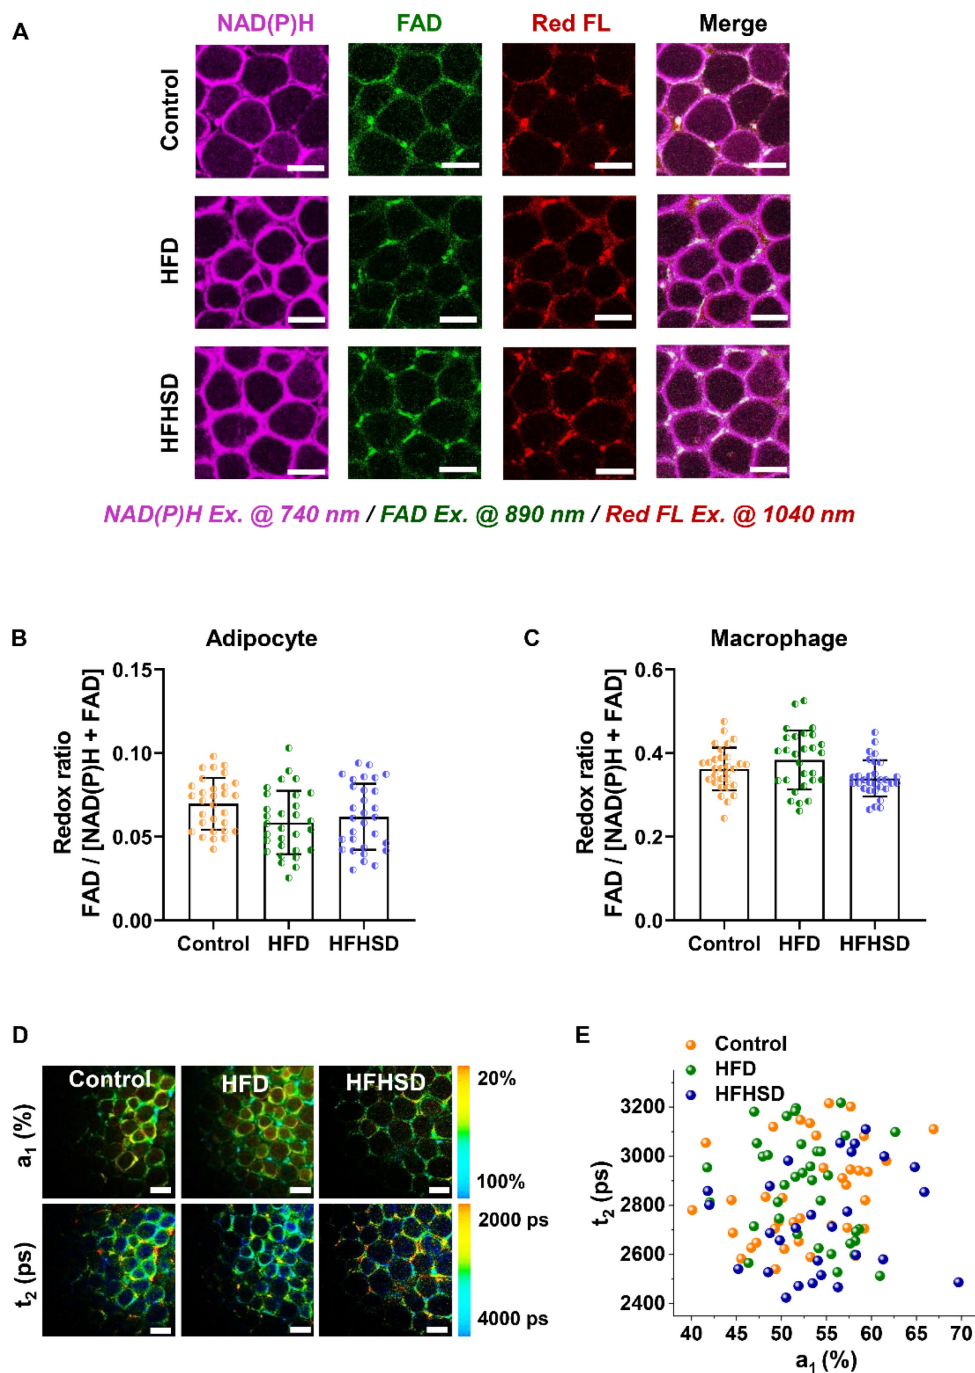 A
NAD(P)H FAD Red FL Merge
Control
HFD
HFHSD
NAD(P)H Ex. @ 740 nm / FAD Ex. @ 890 nm / Red FL Ex. @ 1040 nm
B Adipocyte
Redox ratio
FAD / [NAD(P)H + FAD]
0.15
0.10
0.05
0.00
Control HFD HFHSD
C Macrophage
Redox ratio
FAD / [NAD(P)H + FAD]
0.6
0.4
0.2
0.0
Control HFD HFHSD
D
Control HFD HFHSD
a₁ (%)
20%
100%
t₂ (ps)
2000 ps
4000 ps
E
Control
HFD
HFHSD
t₂ (ps)
3200
3000
2800
2600
2400
40 45 50 55 60 65 70
a₁ (%)